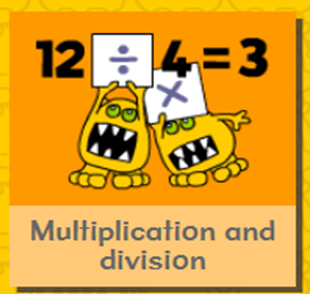 12 ÷ 4 = 3
×
Multiplication and
division